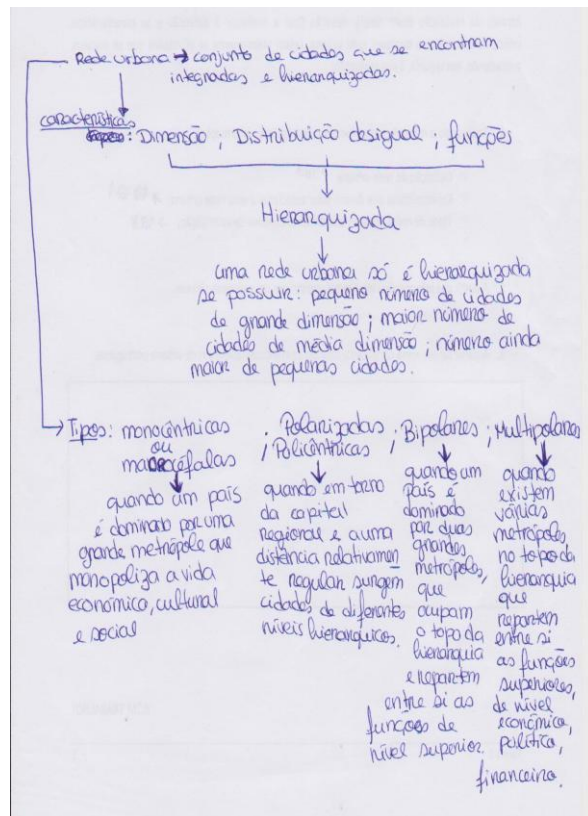 Rede urbana → conjunto de cidades que se encontram
integradas e hierarquizadas.
características
: Dimensão ; Distribuição desigual ; funções
Hierarquizada
uma rede urbana só é hierarquizada
se possuir: pequeno número de cidades
de grande dimensão ; maior número de
cidades de média dimensão ; número ainda
maior de pequenas cidades.
Tipos: monocêntricas
ou
macrocéfalas
quando um país
é dominado por uma
grande metrópole que
monopoliza a vida
económica, cultural
e social
; Polarizadas
/ Policêntricas
quando em torno
da capital
regional e a uma
distância relativamen
te regular surgem
cidades de diferentes
níveis hierárquicos.
; Bipolares
quando um
país é
dominado
por duas
grandes
metrópoles,
que
ocupam
o topo da
hierarquia
e repartem
entre si as
funções de
nível superior.
; Multipolares
quando
existem
várias
metrópoles
no topo da
hierarquia
que
repartem
entre si
as funções
superiores,
de nível
económico,
político,
financeiro.